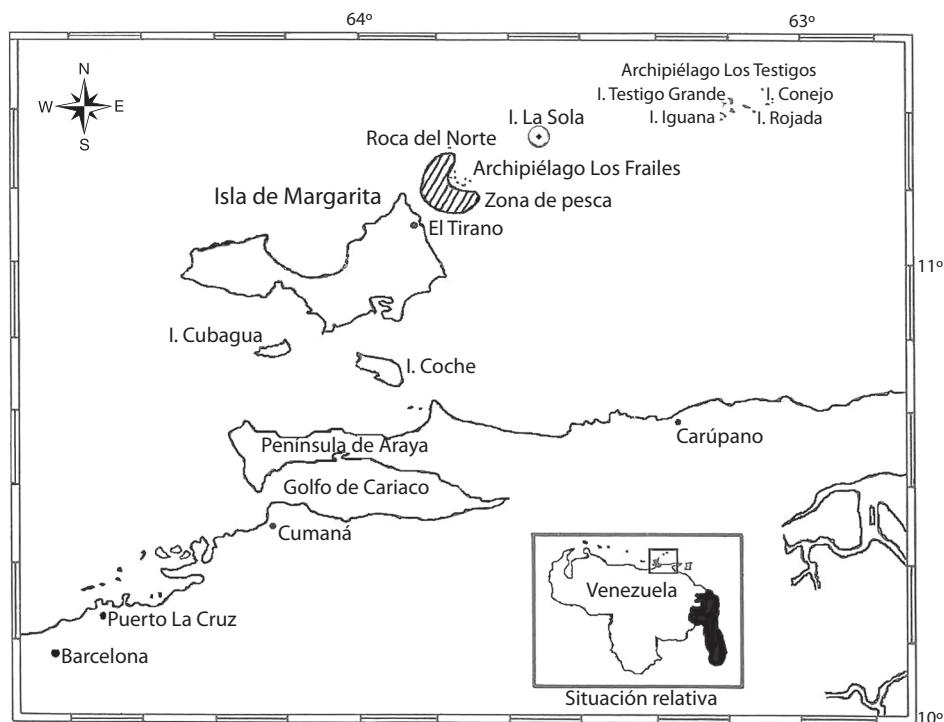 64º
63º
N
W
E
S
Archipiélago Los Testigos
I. Testigo Grande
I. Conejo
I. Iguana
I. Rojada
I. La Sola
Roca del Norte
Archipiélago Los Frailes
Isla de Margarita
Zona de pesca
El Tirano
11º
I. Cubagua
I. Coche
Carúpano
Península de Araya
Golfo de Cariaco
Cumaná
Venezuela
Puerto La Cruz
Barcelona
Situación relativa
10º